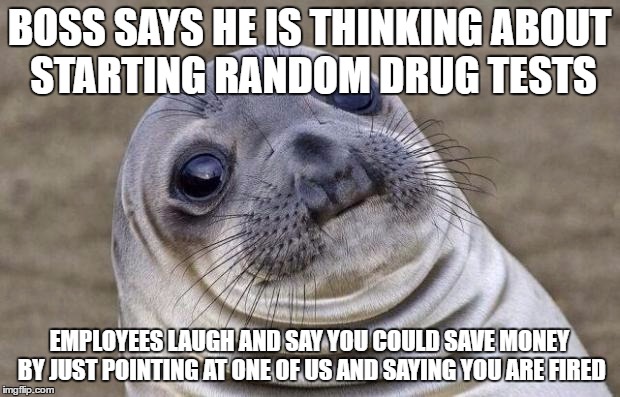 BOSS SAYS HE IS THINKING ABOUT
STARTING RANDOM DRUG TESTS
EMPLOYEES LAUGH AND SAY YOU COULD SAVE MONEY
BY JUST POINTING AT ONE OF US AND SAYING YOU ARE FIRED
imgflip.com